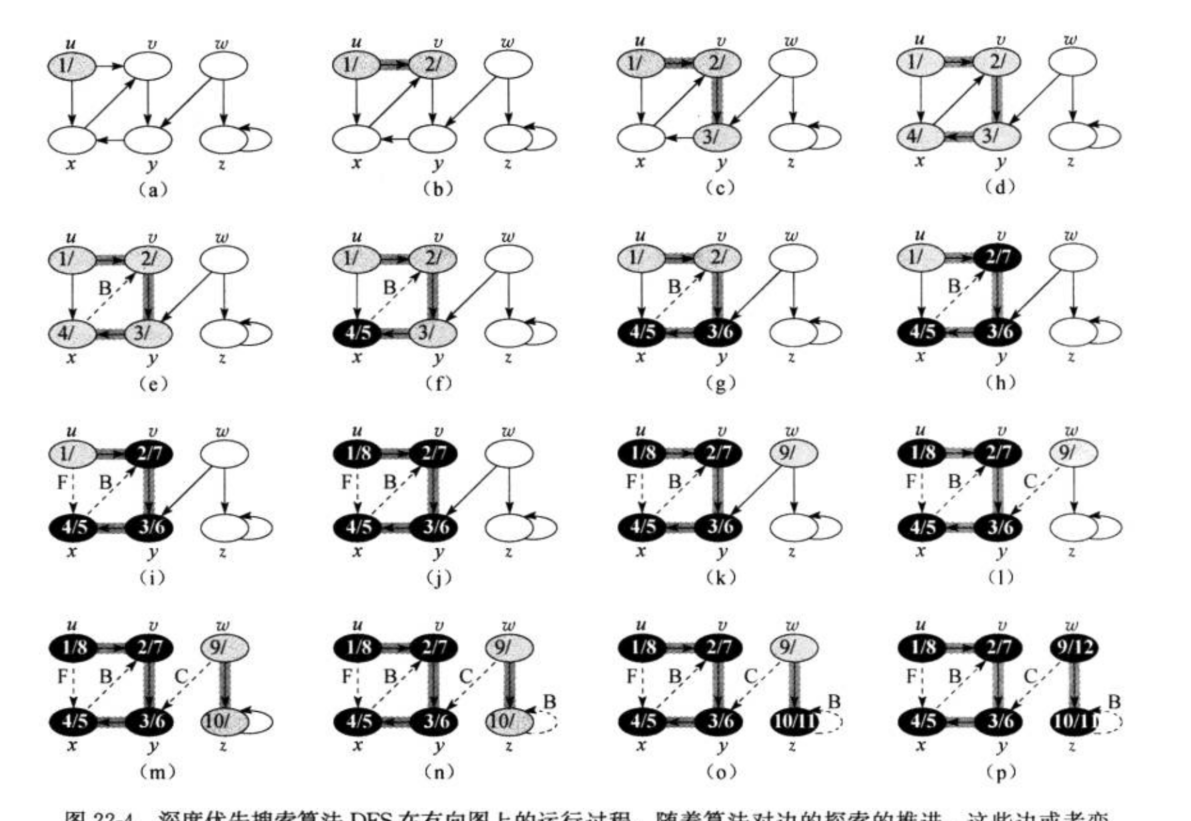 u v w u v w u v w u v w
1/ 1/ 2/ 1/ 2/ 1/ 2/
3/ 4/ 3/
x y z x y z x y z x y z
(a) (b) (c) (d)
u v w u v w u v w u v w
1/ 2/ 1/ 2/ 1/ 2/ 1/ 2/7
B B B B
4/ 3/ 4/5 3/ 4/5 3/6 4/5 3/6
x y z x y z x y z x y z
(e) (f) (g) (h)
u v w u v w u v w u v w
1/ 2/7 1/8 2/7 1/8 2/7 9/ 1/8 2/7 9/
F B F B F B F B C
4/5 3/6 4/5 3/6 4/5 3/6 4/5 3/6
x y z x y z x y z x y z
(i) (j) (k) (l)
u v w u v w u v w u v w
1/8 2/7 9/ 1/8 2/7 9/ 1/8 2/7 9/ 1/8 2/7 9/12
F B C F B C B F B C F B C B
4/5 3/6 10/ 4/5 3/6 10/ 4/5 3/6 10/11 4/5 3/6 10/11
x y z x y z x y z x y z
(m) (n) (o) (p)
图 22-4 深度优先搜索算法 DFS 在有向图上的运行过程。随着算法对边的探索的推进，这些边或者变